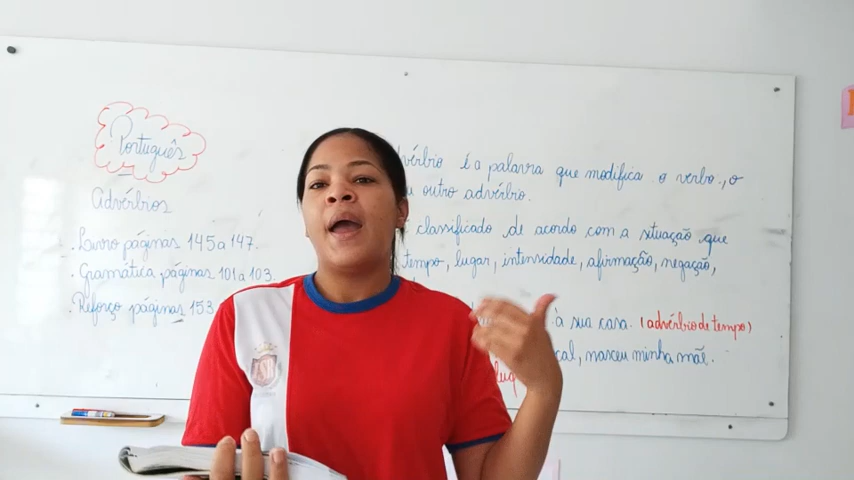 Português
Advérbios
. Livro páginas 145 a 147.
. Gramática páginas 101 a 103.
. Reforço páginas 153
é a palavra que modifica o verbo, o
outro advérbio.
classificado de acordo com a situação que
tempo, lugar, intensidade, afirmação, negação,
à sua casa. (advérbio de tempo)
nasceu minha mãe.